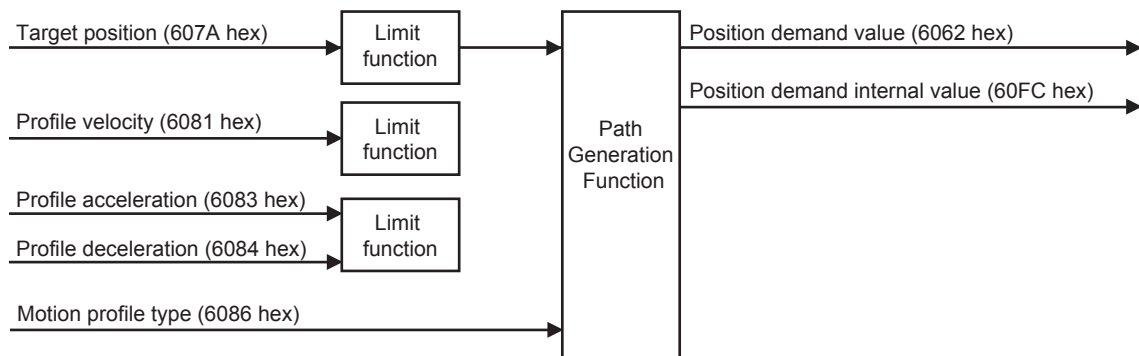 Target position (607A hex)
Limit
function
Position demand value (6062 hex)
Position demand internal value (60FC hex)
Profile velocity (6081 hex)
Limit
function
Path
Generation
Function
Profile acceleration (6083 hex)
Limit
function
Profile deceleration (6084 hex)
Motion profile type (6086 hex)